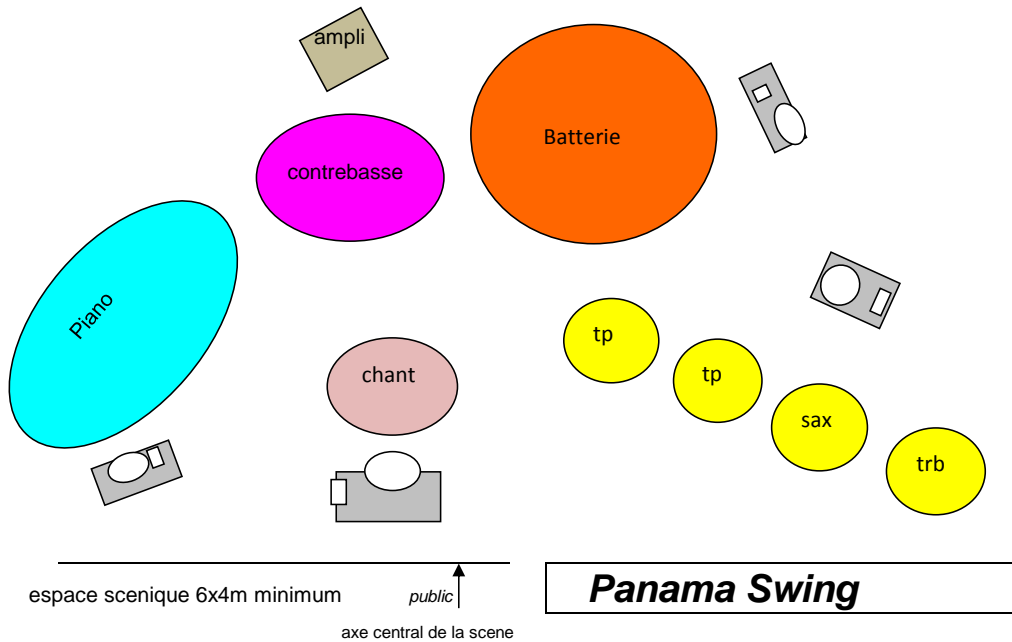 ampli
Batterie
contrebasse
Piano
tp
tp
chant
sax
trb
espace scenique 6x4m minimum
public
Panama Swing
axe central de la scene